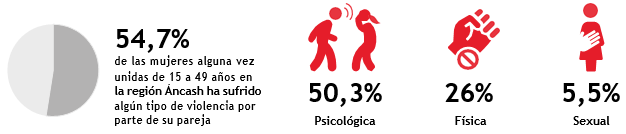 54,7%
de las mujeres alguna vez
unidas de 15 a 49 años en
la región Áncash ha sufrido
algún tipo de violencia por
parte de su pareja
50,3%
Psicológica
26%
Física
5,5%
Sexual